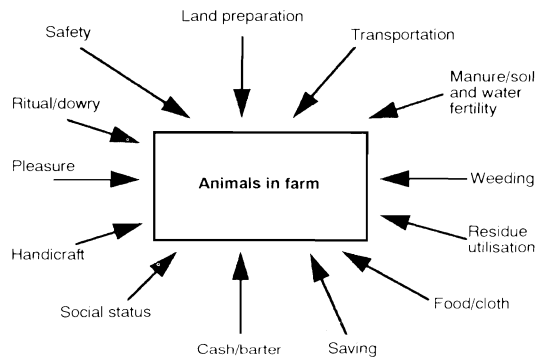 Land preparation
Safety
Transportation
Manure/soil
and water
fertility
Ritual/dowry
Pleasure
Animals in farm
Weeding
Handicraft
Residue
utilisation
Social status
Food/cloth
Cash/barter
Saving